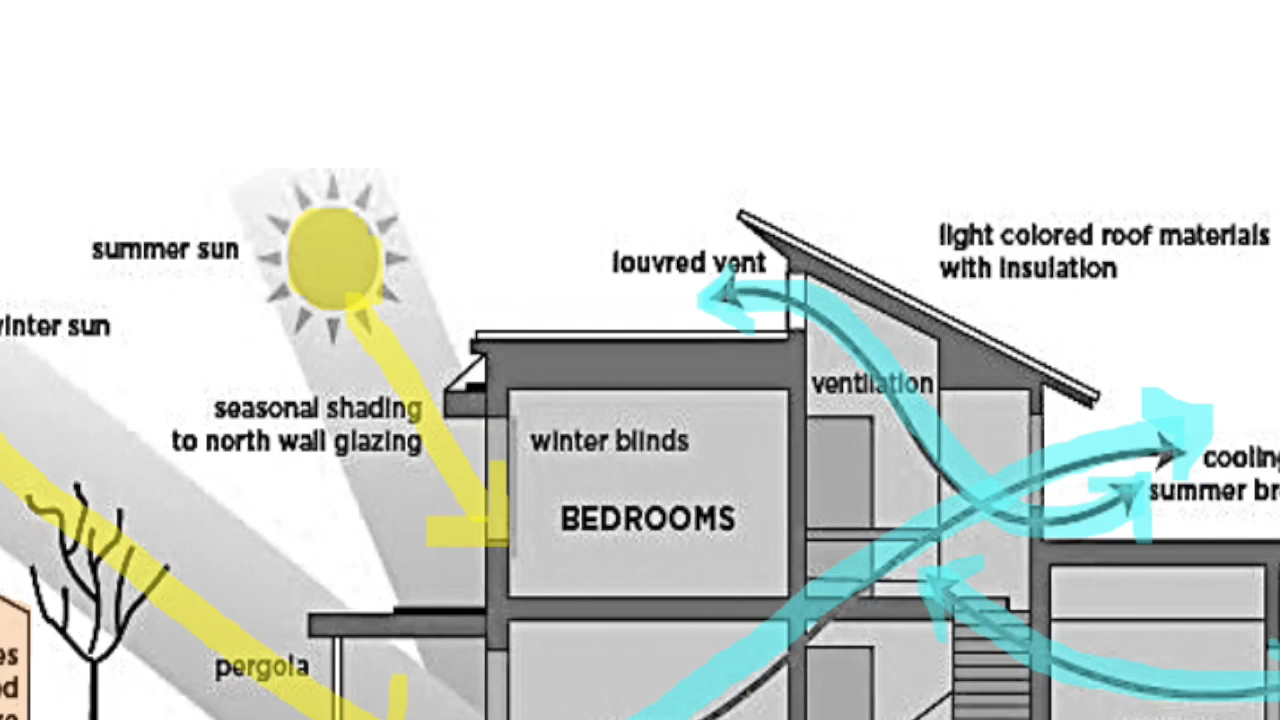 summer sun
louvred vent
light colored roof materials
with insulation
sun
ventilation
seasonal shading
to north wall glazing
winter blinds
summer
BEDROOMS
pergola